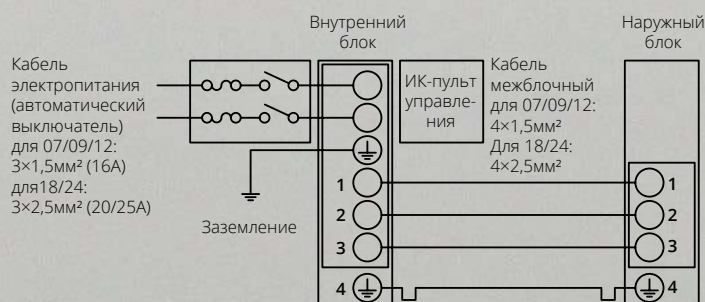 Внутренний
блок
Наружный
блок
Кабель
электропитания
(автоматический
выключатель)
для 07/09/12:
3×1,5мм² (16А)
для18/24:
3×2,5мм² (20/25А)
Заземление
ИК-пульт
управле-
ния
Кабель
межблочный
для 07/09/12:
4×1,5мм²
Для 18/24:
4×2,5мм²
1
2
3
4
1
2
3
4